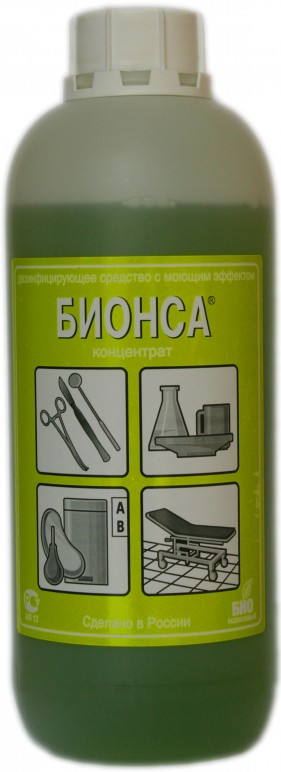 дезинфицирующее средство с моющим эффектом
БИОНСА®
концентрат
А
В
Сделано в России
БИО